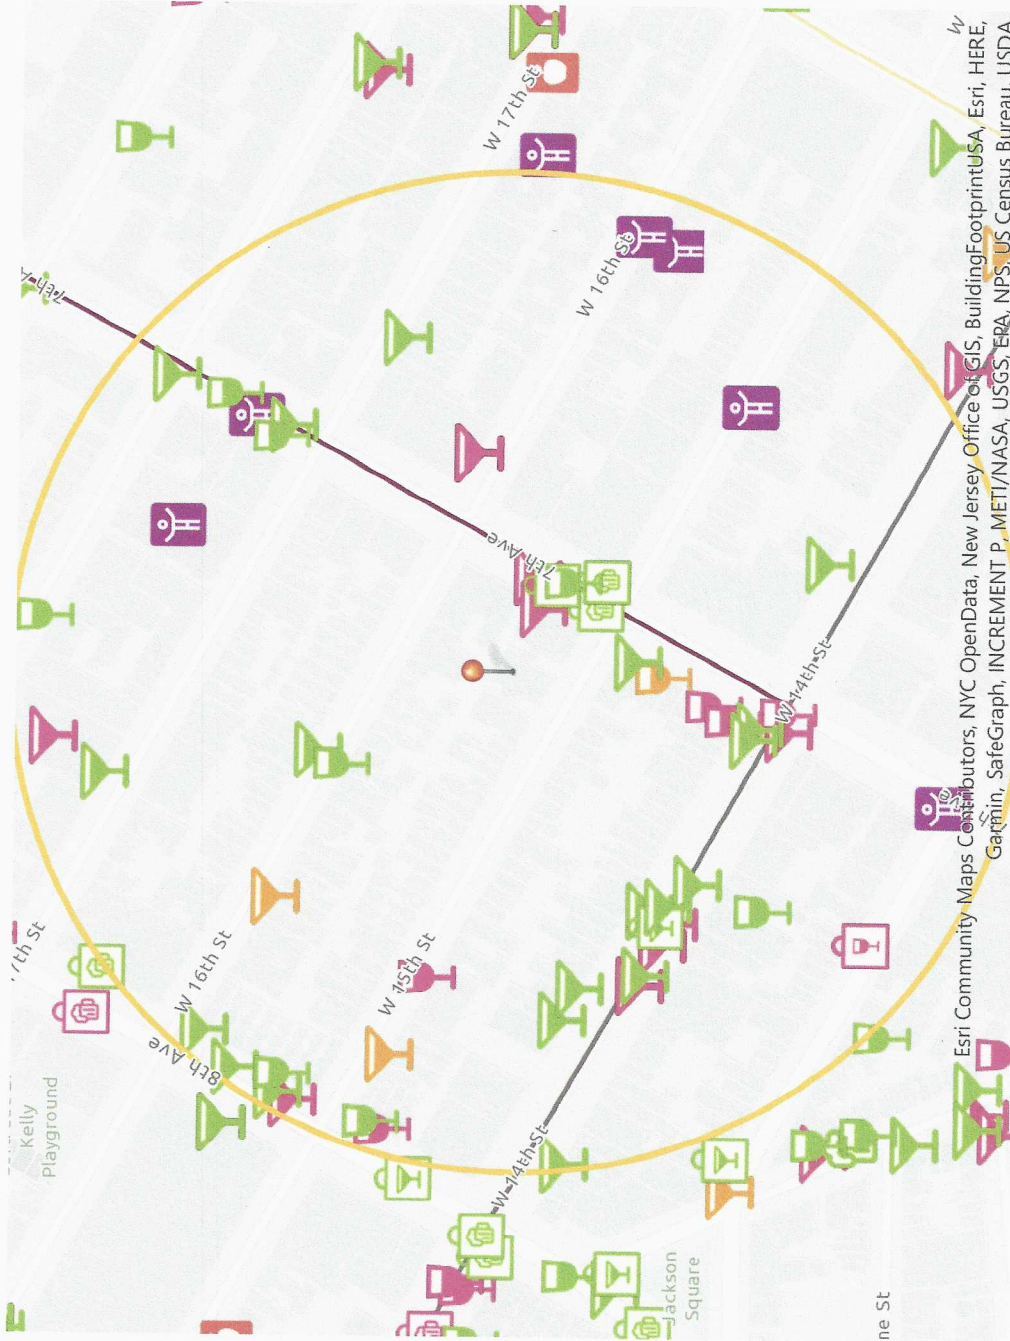 W 17th St
W 16th St
7th A
7th Ave
W 14th St
W 16th St
W 15th St
8th Ave
W 14th St
Kelly
Playground
Jackson
Square
ne St
W
Esri Community Maps Contributors, NYC OpenData, New Jersey Office of GIS, BuildingFootprintUSA, Esri, HERE,
Garmin, SafeGraph, INCREMENT P, METI/NASA, USGS, EPA, NPS, US Census Bureau, USDA